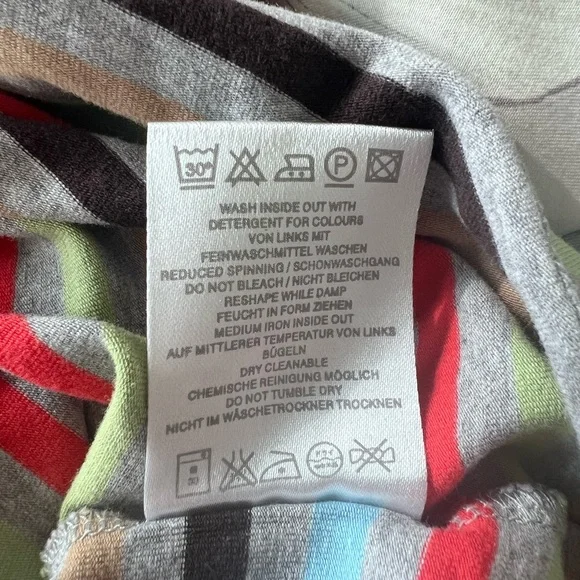 30°
P
WASH INSIDE OUT WITH
DETERGENT FOR COLOURS
VON LINKS MIT
FEINWASCHMITTEL WASCHEN
REDUCED SPINNING / SCHONWASCHGANG
DO NOT BLEACH / NICHT BLEICHEN
RESHAPE WHILE DAMP
FEUCHT IN FORM ZIEHEN
MEDIUM IRON INSIDE OUT
AUF MITTLERER TEMPERATUR VON LINKS
BÜGELN
DRY CLEANABLE
CHEMISCHE REINIGUNG MÖGLICH
DO NOT TUMBLE DRY
NICHT IM WÄSCHETROCKNER TROCKNEN